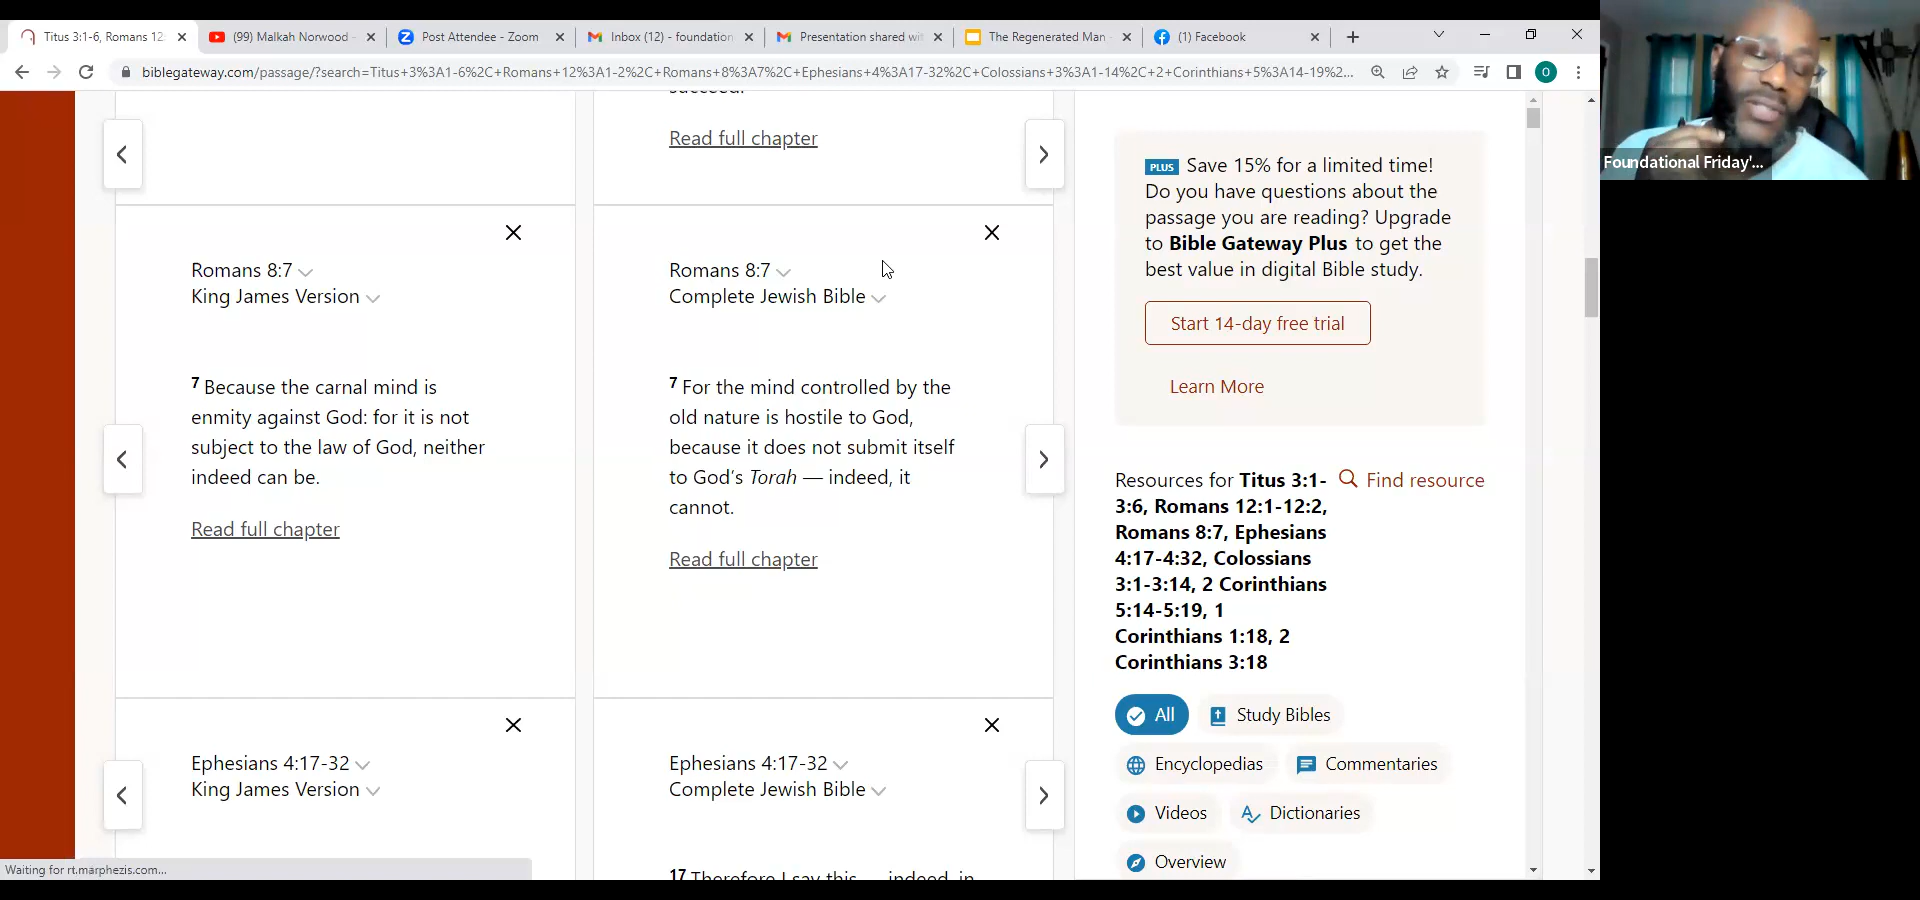 Titus 3:1-6, Romans 12:
(99) Malkah Norwood -
Post Attendee - Zoom
Inbox (12) - foundation
Presentation shared wi
The Regenerated Man -
(1) Facebook
biblegateway.com/passage/?search=Titus+3%3A1-6%2C+Romans+12%3A1-2%2C+Romans+8%3A7%2C+Ephesians+4%3A17-32%2C+Colossians+3%3A1-14%2C+2+Corinthians+5%3A14-19%2...
O
Foundational Friday'...
succeed.
Read full chapter
Romans 8:7
King James Version
7 Because the carnal mind is
enmity against God: for it is not
subject to the law of God, neither
indeed can be.
Read full chapter
Romans 8:7
Complete Jewish Bible
7 For the mind controlled by the
old nature is hostile to God,
because it does not submit itself
to God's Torah — indeed, it
cannot.
Read full chapter
Ephesians 4:17-32
King James Version
Ephesians 4:17-32
Complete Jewish Bible
17 Therefore I say this — indeed, in
PLUS Save 15% for a limited time!
Do you have questions about the
passage you are reading? Upgrade
to Bible Gateway Plus to get the
best value in digital Bible study.
Start 14-day free trial
Learn More
Resources for Titus 3:1-
3:6, Romans 12:1-12:2,
Romans 8:7, Ephesians
4:17-4:32, Colossians
3:1-3:14, 2 Corinthians
5:14-5:19, 1
Corinthians 1:18, 2
Corinthians 3:18
Find resource
All
Study Bibles
Encyclopedias
Commentaries
Videos
Dictionaries
Overview
Waiting for rt.marphezis.com...